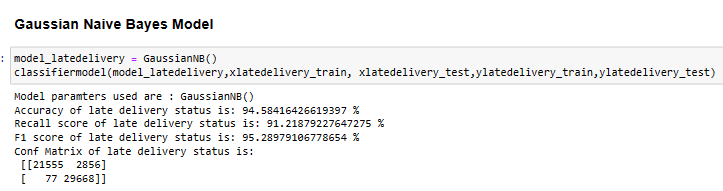 Gaussian Naive Bayes Model
: model_latedelivery = GaussianNB()
classifiermodel(model_latedelivery,xlatedelivery_train, xlatedelivery_test,ylatedelivery_train,ylatedelivery_test)
Model paramters used are : GaussianNB()
Accuracy of late delivery status is: 94.58416426619397 %
Recall score of late delivery status is: 91.21879227647275 %
F1 score of late delivery status is: 95.28979106778654 %
Conf Matrix of late delivery status is:
[[21555 2856]
[ 77 29668]]